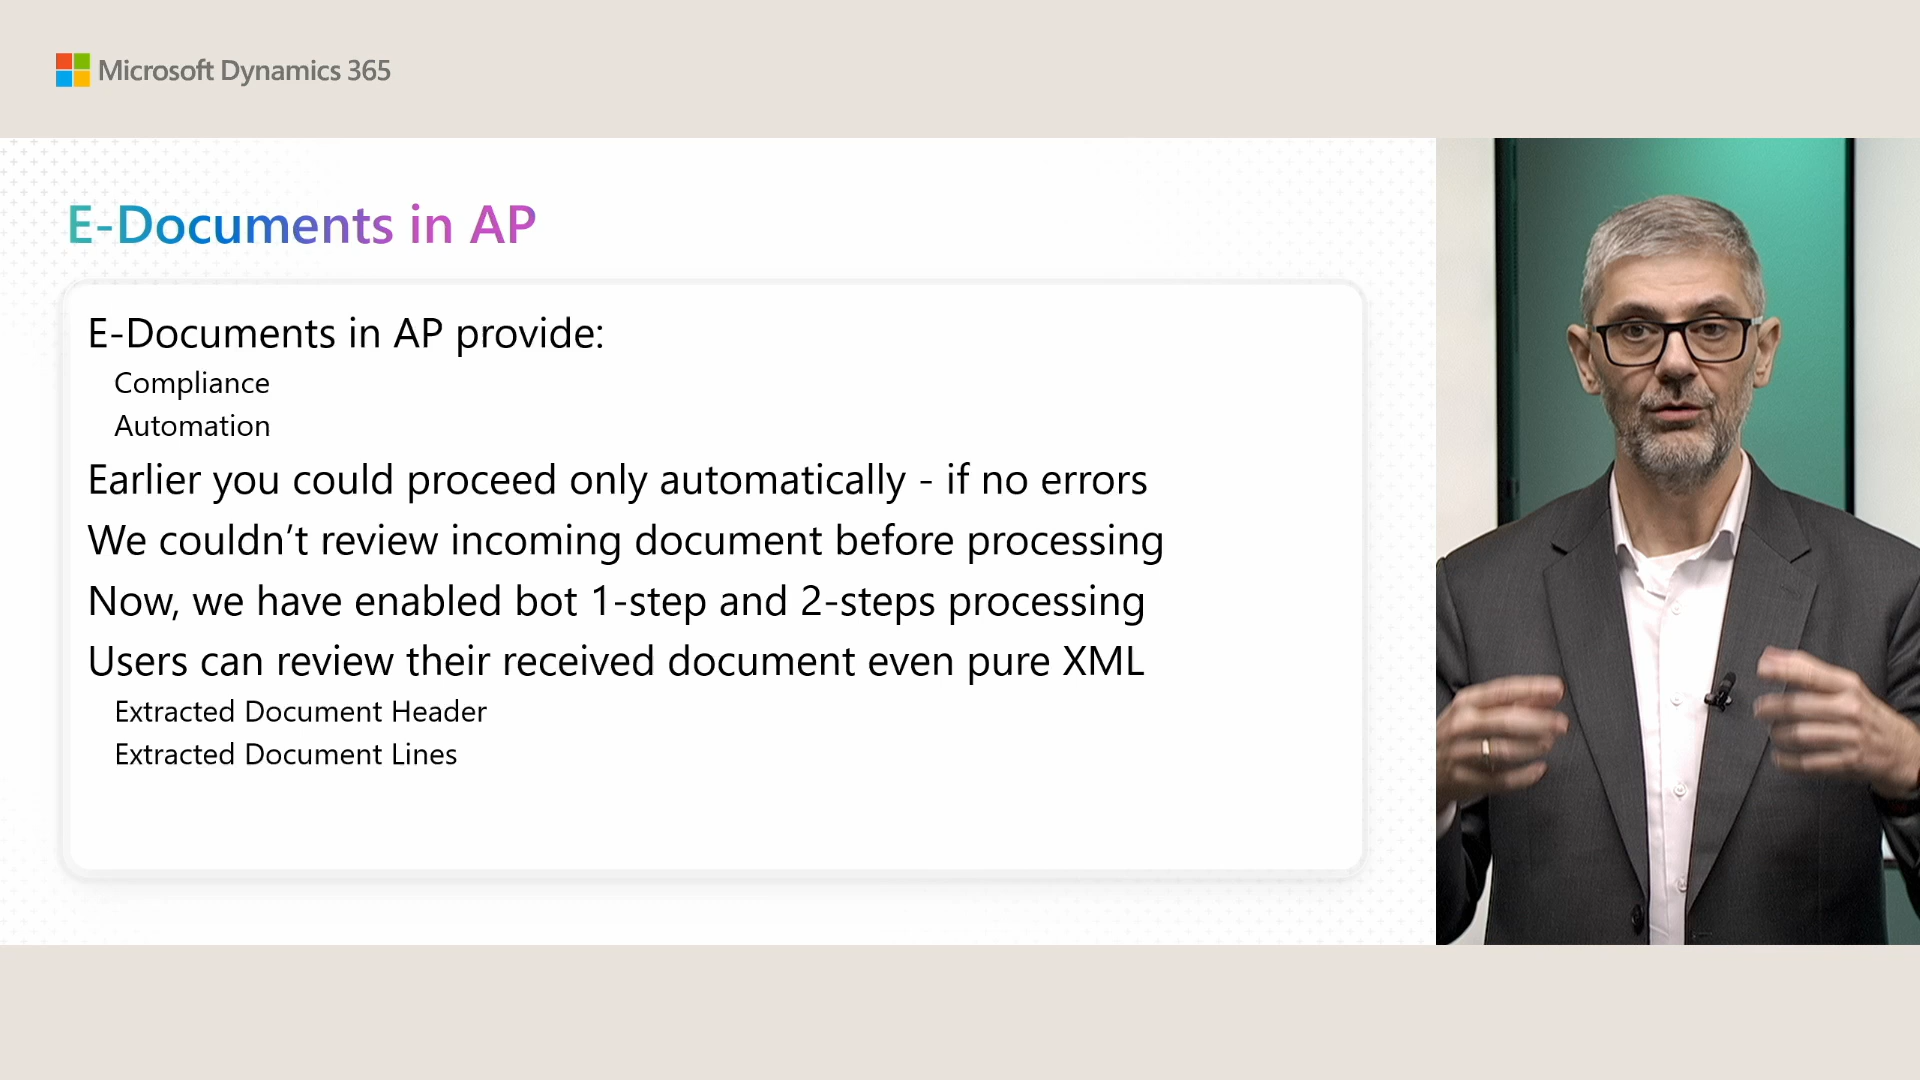 Microsoft Dynamics 365
E-Documents in AP
E-Documents in AP provide:
Compliance
Automation
Earlier you could proceed only automatically - if no errors
We couldn’t review incoming document before processing
Now, we have enabled bot 1-step and 2-steps processing
Users can review their received document even pure XML
Extracted Document Header
Extracted Document Lines